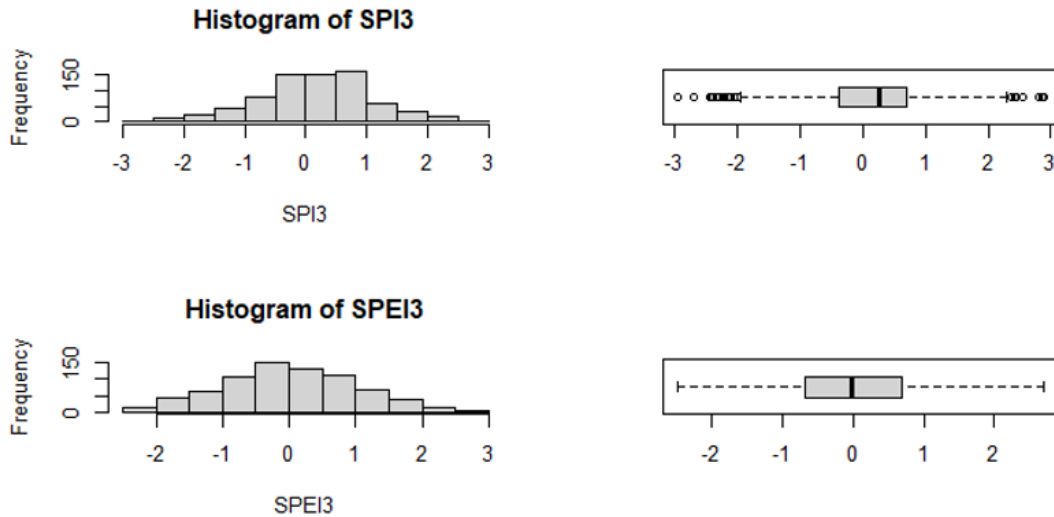 Histogram of SPI3
Frequency
0 150
-3 -2 -1 0 1 2 3
SPI3
-3 -2 -1 0 1 2 3
Histogram of SPEI3
Frequency
0 150
-2 -1 0 1 2 3
SPEI3
-2 -1 0 1 2